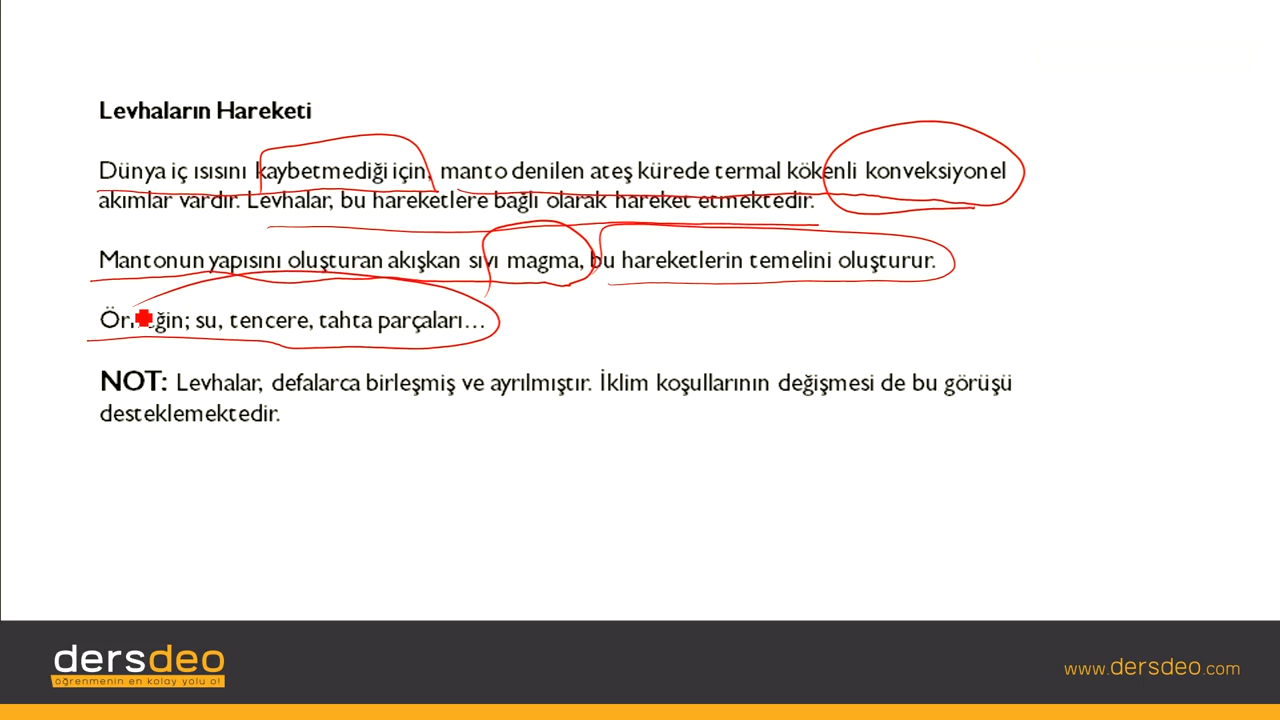 Levhaların Hareketi
Dünya iç ısısını kaybetmediği için, manto denilen ateş kürede termal kökenli konveksiyonel
akımlar vardır. Levhalar, bu hareketlere bağlı olarak hareket etmektedir.
Mantonun yapısını oluşturan akışkan sıvı magma, bu hareketlerin temelini oluşturur.
Örneğin; su, tencere, tahta parçaları...
NOT: Levhalar, defalarca birleşmiş ve ayrılmıştır. İklim koşullarının değişmesi de bu görüşü
desteklemektedir.
dersdeo
öğrenmenin en kolay yolu o!
www.dersdeo.com